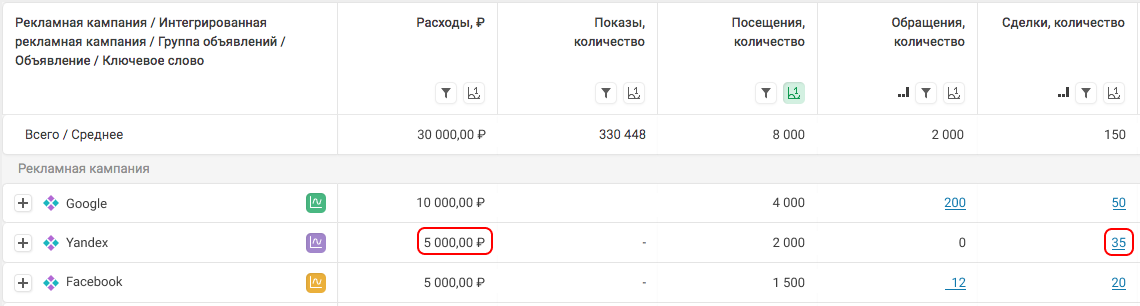 Рекламная кампания / Интегрированная
рекламная кампания / Группа объявлений /
Объявление / Ключевое слово
Расходы, ₽
Показы,
количество
Посещения,
количество
Обращения,
количество
Сделки, количество
Всего / Среднее 30 000,00 ₽ 330 448 8 000 2 000 150
Рекламная кампания
Google 10 000,00 ₽ 4 000 200 50
Yandex 5 000,00 ₽ - 2 000 0 35
Facebook 5 000,00 ₽ - 1 500 12 20